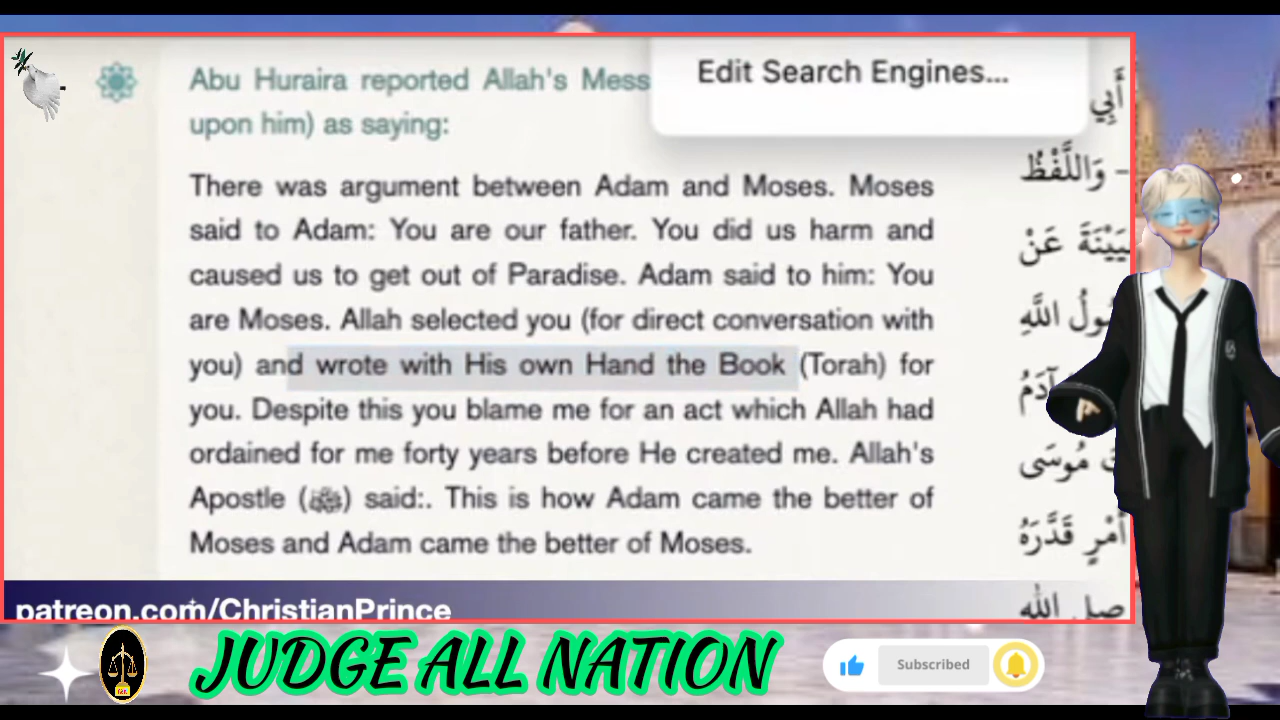 Edit Search Engines...
Abu Huraira reported Allah's Mess
upon him) as saying:
There was argument between Adam and Moses. Moses
said to Adam: You are our father. You did us harm and
caused us to get out of Paradise. Adam said to him: You
are Moses. Allah selected you (for direct conversation with
you) and wrote with His own Hand the Book (Torah) for
you. Despite this you blame me for an act which Allah had
ordained for me forty years before He created me. Allah's
Apostle (ﷺ) said:. This is how Adam came the better of
Moses and Adam came the better of Moses.
أَبِي
- وَاللَّفْظُ
عَنْ
اللَّهِ
آدَمُ
مُوسَى
أَمْرٍ قَدَّرَهُ
صلى الله
patreon.com/ChristianPrince
JUDGE ALL NATION
Subscribed